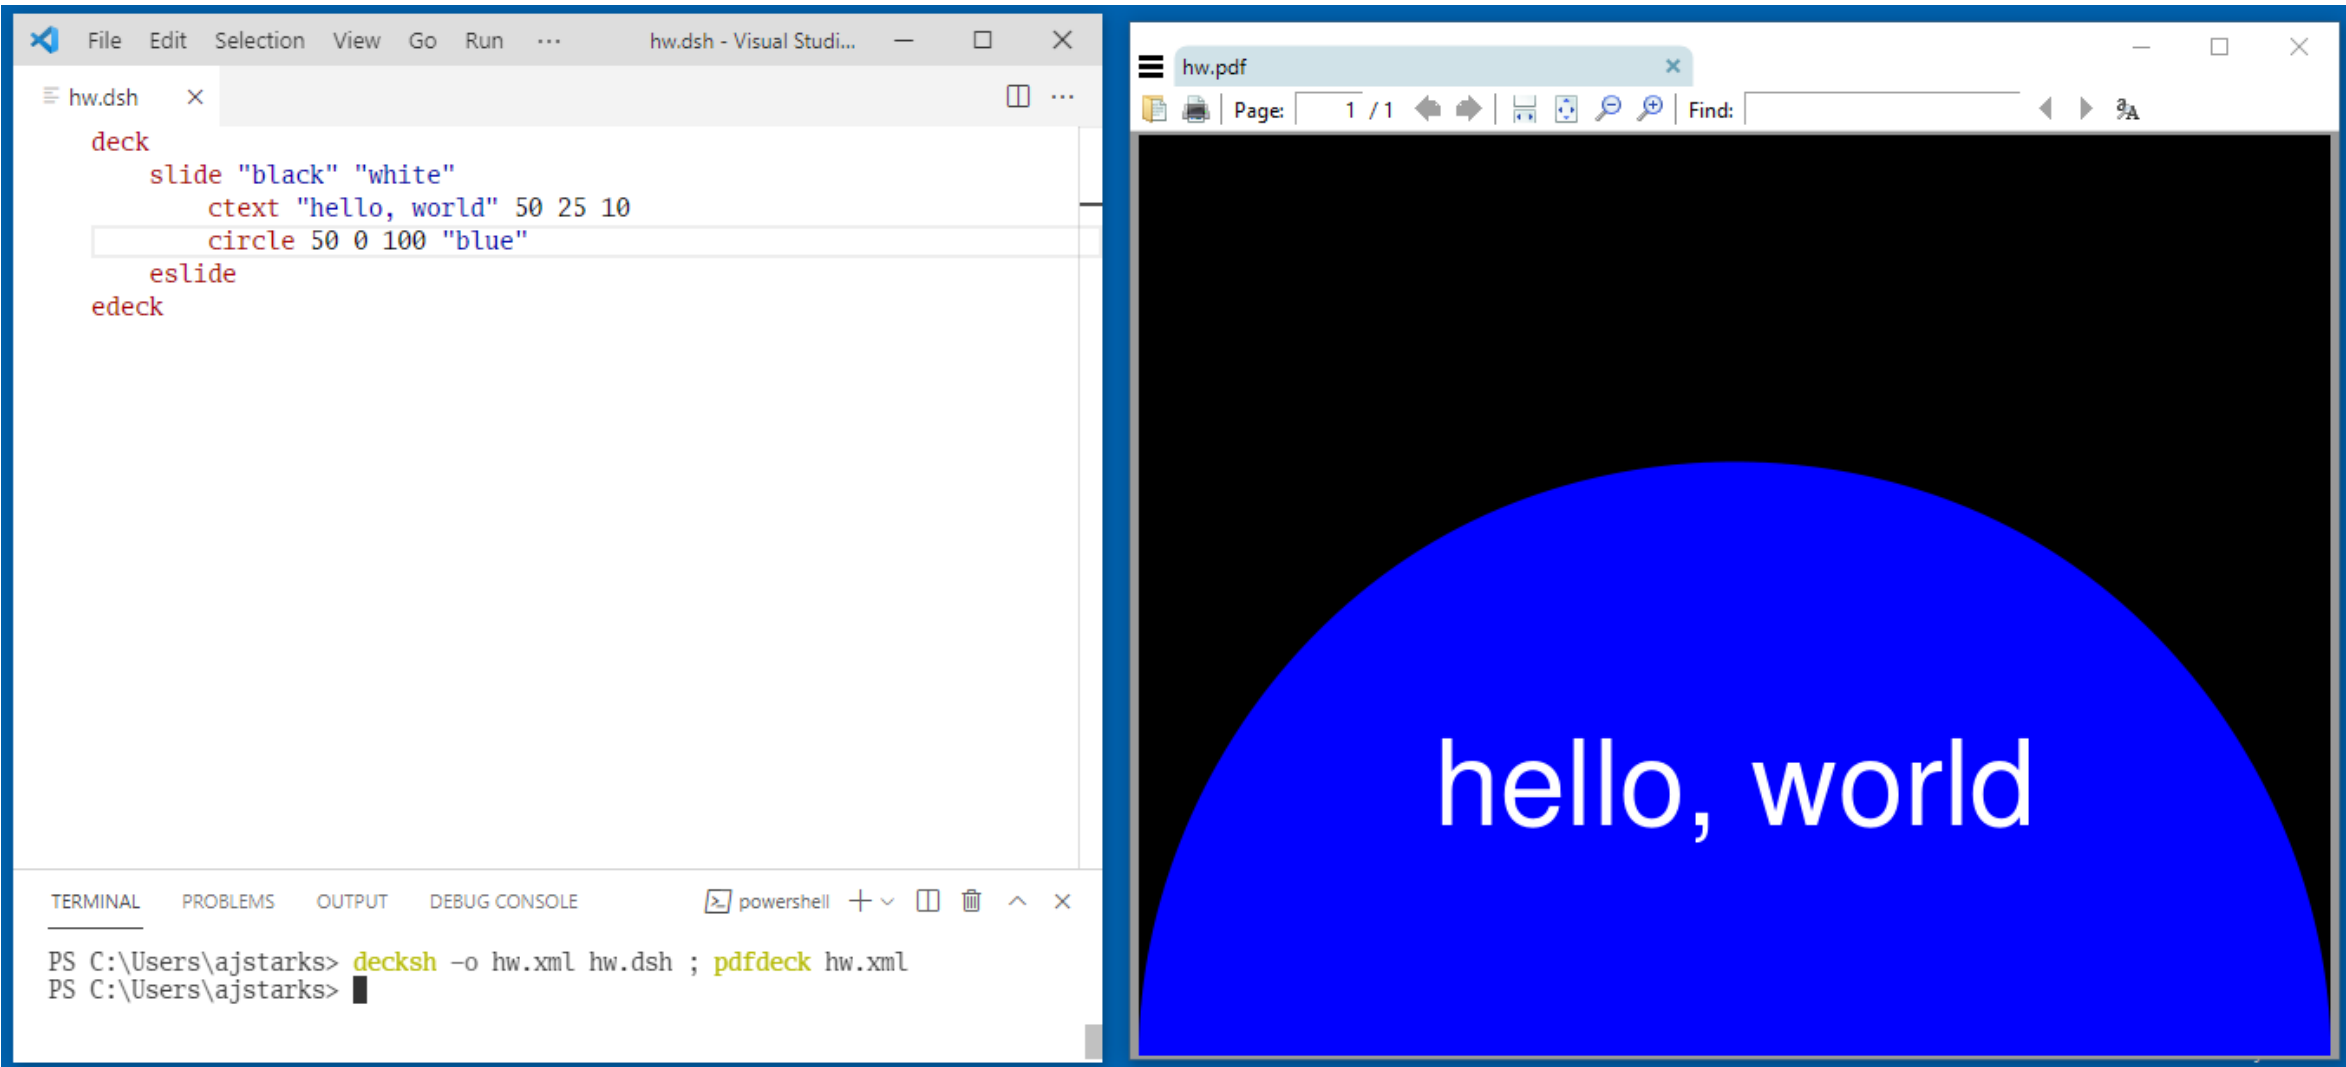 File Edit Selection View Go Run ··· hw.dsh - Visual Studi...
hw.dsh
deck
slide "black" "white"
ctext "hello, world" 50 25 10
circle 50 0 100 "blue"
eslide
edeck
TERMINAL PROBLEMS OUTPUT DEBUG CONSOLE powershell
PS C:\Users\ajstarks> decksh -o hw.xml hw.dsh ; pdfdeck hw.xml
PS C:\Users\ajstarks>
hw.pdf
Page: 1 / 1 Find:
hello, world